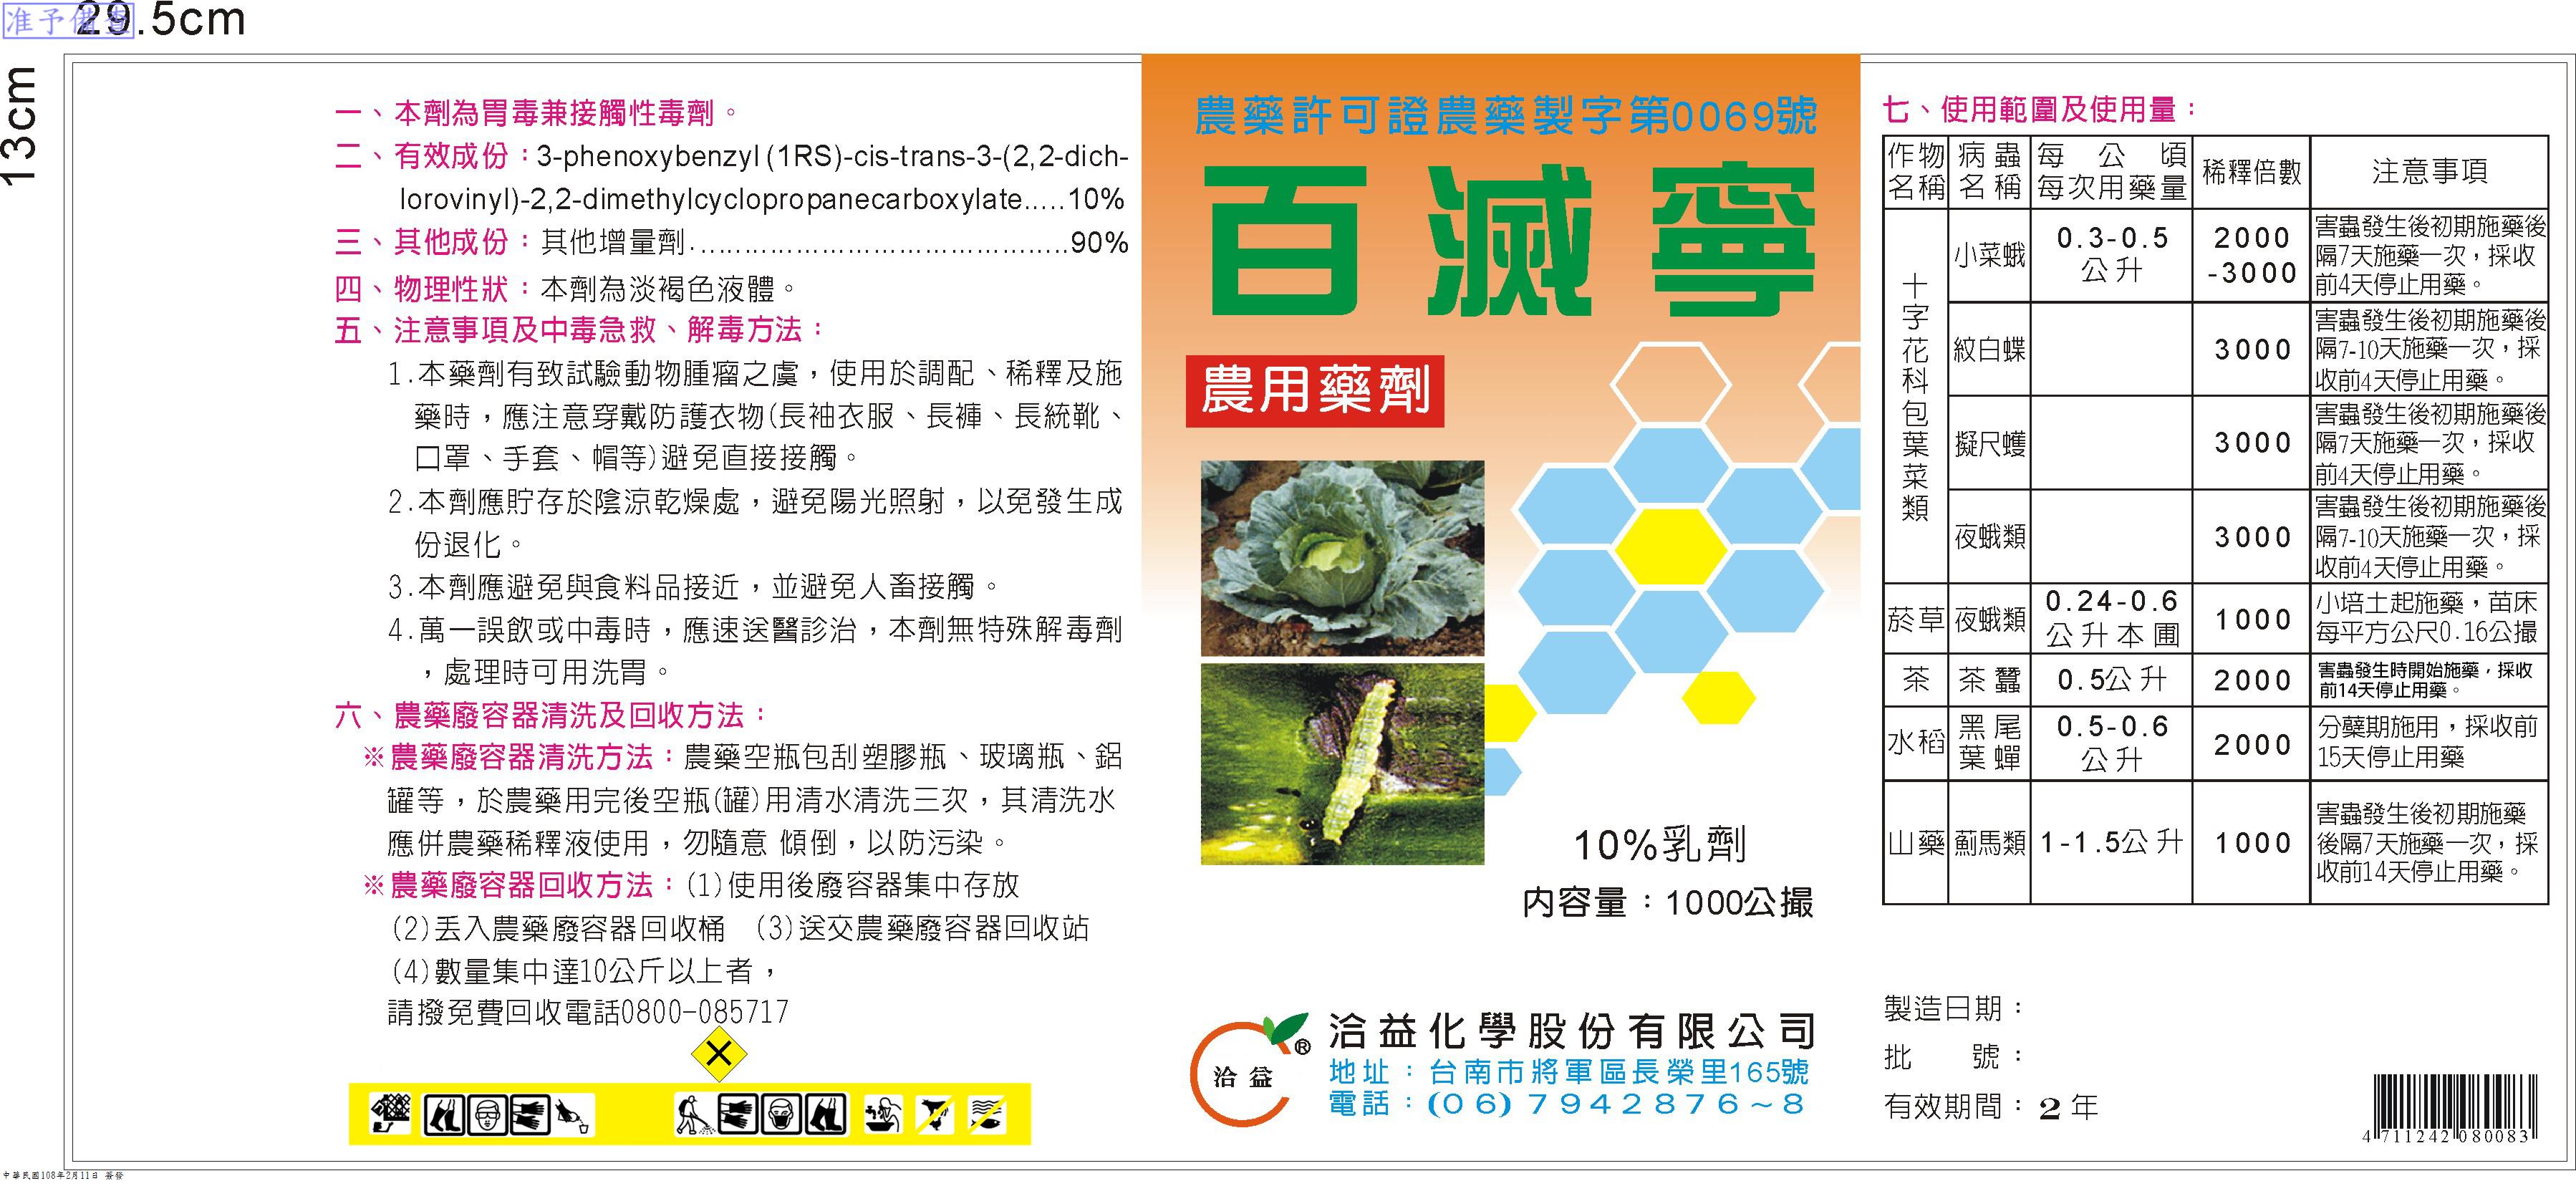 准予備查
29.5cm
13cm
一、本劑為胃毒兼接觸性毒劑。
二、有效成份：3-phenoxybenzyl (1RS)-cis-trans-3-(2,2-dich-
lorovinyl)-2,2-dimethylcyclopropanecarboxylate.....10%
三、其他成份：其他增量劑.......................................90%
四、物理性狀：本劑為淡褐色液體。
五、注意事項及中毒急救、解毒方法：
1.本藥劑有致試驗動物腫瘤之虞，使用於調配、稀釋及施
藥時，應注意穿戴防護衣物(長袖衣服、長褲、長統靴、
口罩、手套、帽等)避免直接接觸。
2.本劑應貯存於陰涼乾燥處，避免陽光照射，以免發生成
份退化。
3.本劑應避免與食料品接近，並避免人畜接觸。
4.萬一誤飲或中毒時，應速送醫診治，本劑無特殊解毒劑
，處理時可用洗胃。
六、農藥廢容器清洗及回收方法：
※農藥廢容器清洗方法：農藥空瓶包刮塑膠瓶、玻璃瓶、鋁
罐等，於農藥用完後空瓶(罐)用清水清洗三次，其清洗水
應併農藥稀釋液使用，勿隨意 傾倒，以防污染。
※農藥廢容器回收方法：(1)使用後廢容器集中存放
(2)丟入農藥廢容器回收桶 (3)送交農藥廢容器回收站
(4)數量集中達10公斤以上者，
請撥免費回收電話0800-085717
農藥許可證農藥製字第0069號
百滅寧
農用藥劑
10%乳劑
內容量：1000公撮
洽益
®
洽益化學股份有限公司
地址：台南市將軍區長榮里165號
電話：(06)7942876~8
七、使用範圍及使用量：
作物名稱 病蟲名稱 每公頃每次用藥量 稀釋倍數 注意事項
十字花科包葉菜類 小菜蛾 0.3-0.5公升 2000-3000 害蟲發生後初期施藥後隔7天施藥一次，採收前4天停止用藥。
紋白蝶 3000 害蟲發生後初期施藥後隔7-10天施藥一次，採收前4天停止用藥。
擬尺蠖 3000 害蟲發生後初期施藥後隔7天施藥一次，採收前4天停止用藥。
夜蛾類 3000 害蟲發生後初期施藥後隔7-10天施藥一次，採收前4天停止用藥。
菸草 夜蛾類 0.24-0.6公升本圃 1000 小培土起施藥，苗床每平方公尺0.16公撮
茶 茶蠶 0.5公升 2000 害蟲發生時開始施藥，採收前14天停止用藥。
水稻 黑尾葉蟬 0.5-0.6公升 2000 分蘗期施用，採收前15天停止用藥
山藥 薊馬類 1-1.5公升 1000 害蟲發生後初期施藥後隔7天施藥一次，採收前14天停止用藥。
製造日期：
批 號：
有效期間：2年
4 711242 080083
中華民國108年2月11日 簽發